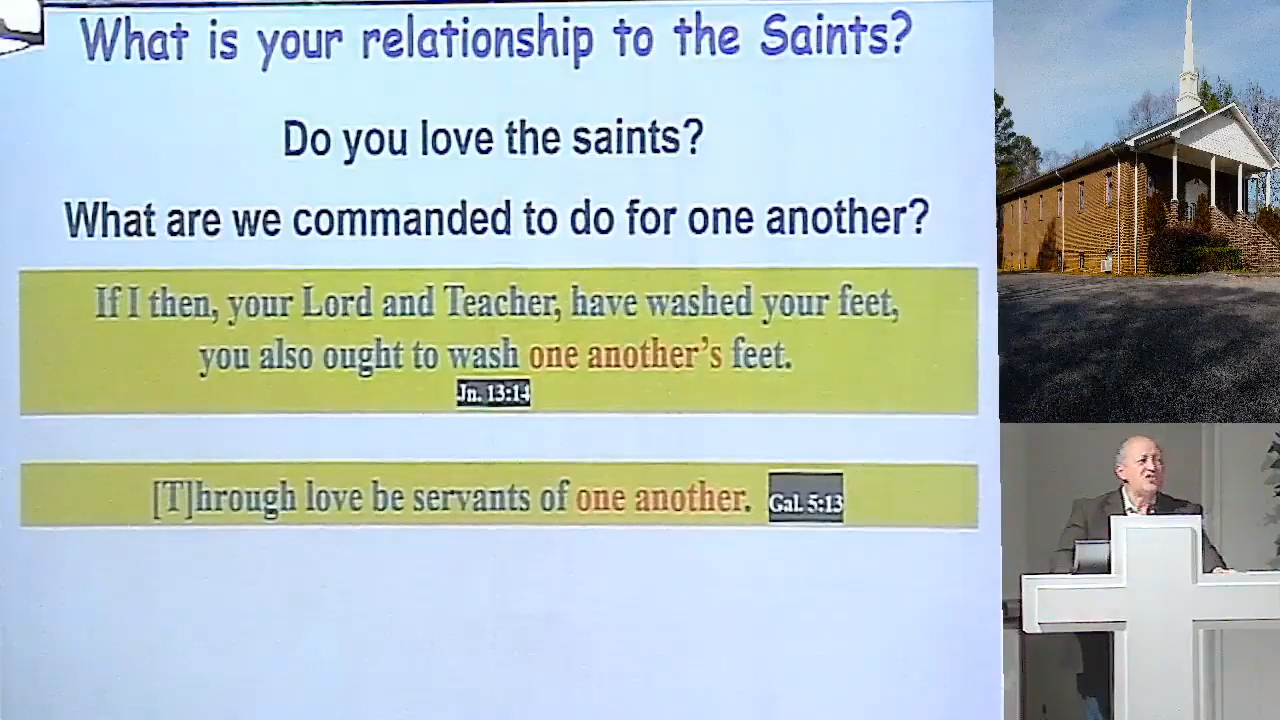 What is your relationship to the Saints?
Do you love the saints?
What are we commanded to do for one another?
If I then, your Lord and Teacher, have washed your feet,
you also ought to wash one another's feet.
Jn. 13:14
[T]hrough love be servants of one another. Gal. 5:13